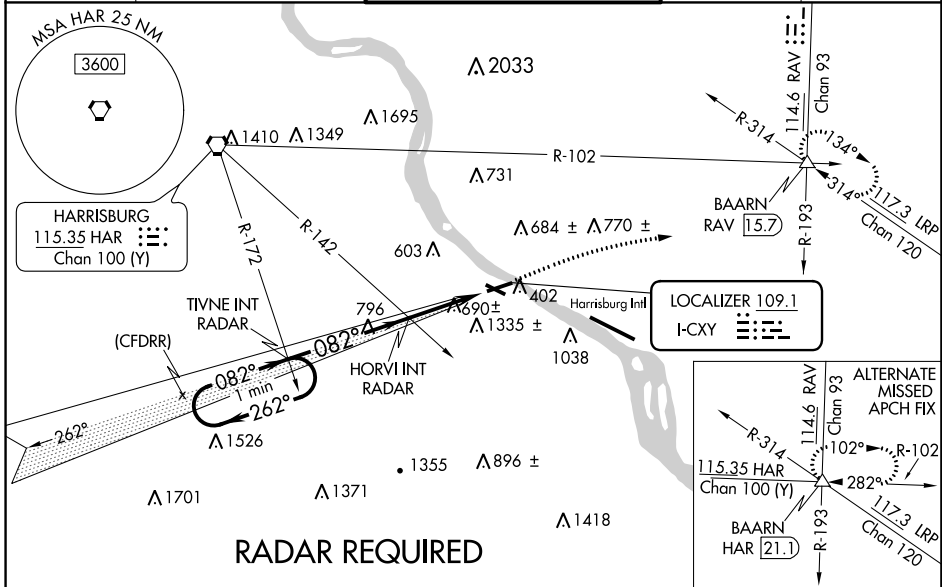 MSA HAR 25 NM
3600
2033
1695
1410
1349
R-102
731
HARRISBURG
115.35 HAR
Chan 100 (Y)
R-172
R-142
603
684 ±
770 ±
TIVNE INT
RADAR
796
690±
402
Harrisburg Intl
LOCALIZER 109.1
I-CXY
1335 ±
1038
(CFDRR)
082°
082°
1 min
262°
HORVI INT
RADAR
262°
1526
1355
896 ±
1701
1371
1418
RADAR REQUIRED
114.6 RAV
Chan 93
R-314
134°
314°
BAARN
RAV 15.7
R-193
117.3 LRP
Chan 120
ALTERNATE
MISSED
APCH FIX
114.6 RAV
Chan 93
R-314
102°
R-102
115.35 HAR
Chan 100 (Y)
282°
BAARN
HAR 21.1
R-193
117.3 LRP
Chan 120